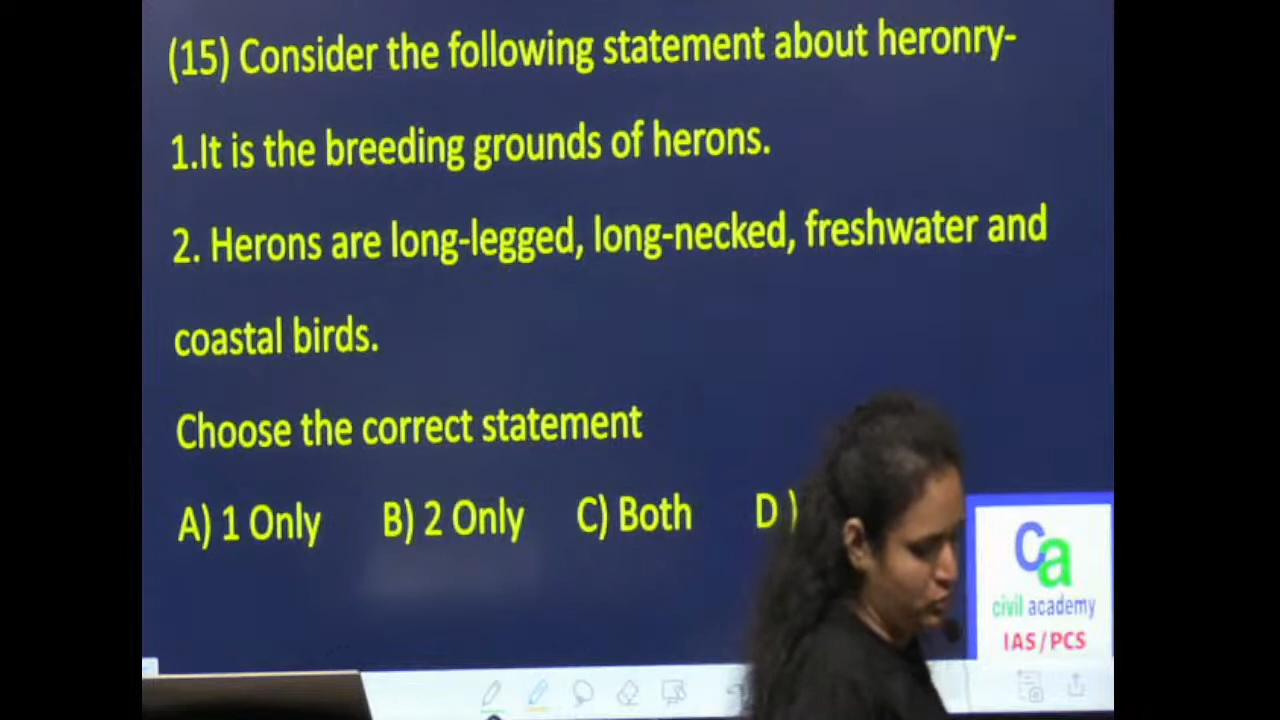 (15) Consider the following statement about heronry-
1.It is the breeding grounds of herons.
2. Herons are long-legged, long-necked, freshwater and
coastal birds.
Choose the correct statement
A) 1 Only B) 2 Only C) Both D )
ca
civil academy
IAS/PCS